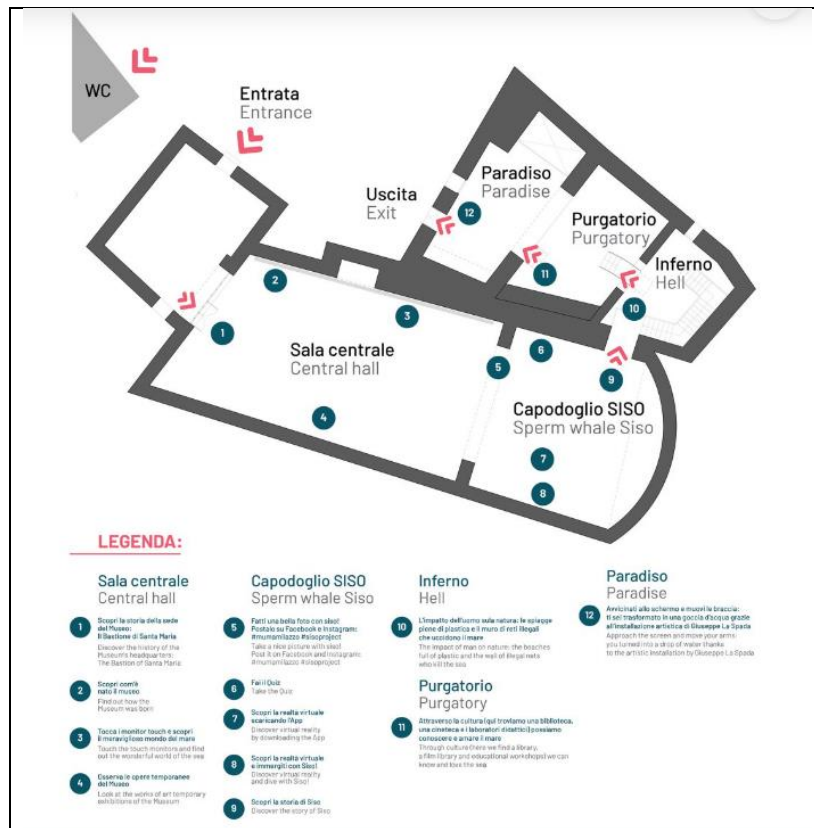 WC
Entrata
Entrance
Uscita
Exit
Paradiso
Paradise
Purgatorio
Purgatory
Inferno
Hell
12
11
10
2
3
1
Sala centrale
Central hall
5
6
9
Capodoglio SISO
Sperm whale Siso
4
7
8
LEGENDA:
Sala centrale
Central hall
1
Scopri la storia della sede
del Museo:
Il Bastione di Santa Maria
Discover the history of the
Museum's headquarters:
The Bastion of Santa Maria
2
Scopri com'è
nato il museo
Find out how the
Museum was born
3
Tocca i monitor touch e scopri
il meraviglioso mondo del mare
Touch the touch monitors and find
out the wonderful world of the sea
4
Osserva le opere temporanee
del Museo
Look at the works of art temporary
exhibitions of the Museum
Capodoglio SISO
Sperm whale Siso
5
Fatti una bella foto con siso!
Postalo su Facebook e Instagram:
#mumamilazzo #sisoproject
Take a nice picture with siso!
Post it on Facebook and Instagram:
#mumamilazzo #sisoproject
6
Fai il Quiz
Take the Quiz
7
Scopri la realtà virtuale
scaricando l'App
Discover virtual reality
by downloading the App
8
Scopri la realtà virtuale
e immergiti con Siso!
Discover virtual reality
and dive with Siso!
9
Scopri la storia di Siso
Discover the story of Siso
Inferno
Hell
10
L'impatto dell'uomo sulla natura: le spiagge
piene di plastica e il muro di reti illegali
che uccidono il mare
The impact of man on nature: the beaches
full of plastic and the wall of illegal nets
who kill the sea
Purgatorio
Purgatory
11
Attraverso la cultura (qui troviamo una biblioteca,
una cineteca e i laboratori didattici) possiamo
conoscere e amare il mare
Through culture (here we find a library,
a film library and educational workshops) we can
know and love the sea
Paradiso
Paradise
12
Avvicinati allo schermo e muovi le braccia:
ti sei trasformato in una goccia d'acqua grazie
all'installazione artistica di Giuseppe La Spada
Approach the screen and move your arms:
you turned into a drop of water thanks
to the artistic installation by Giuseppe La Spada